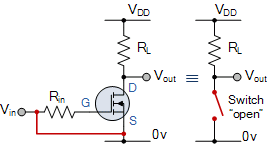 VDD VDD
RL RL
D Vout ≡ Vout
Rin G
Vin S Switch
"open"
0v 0v